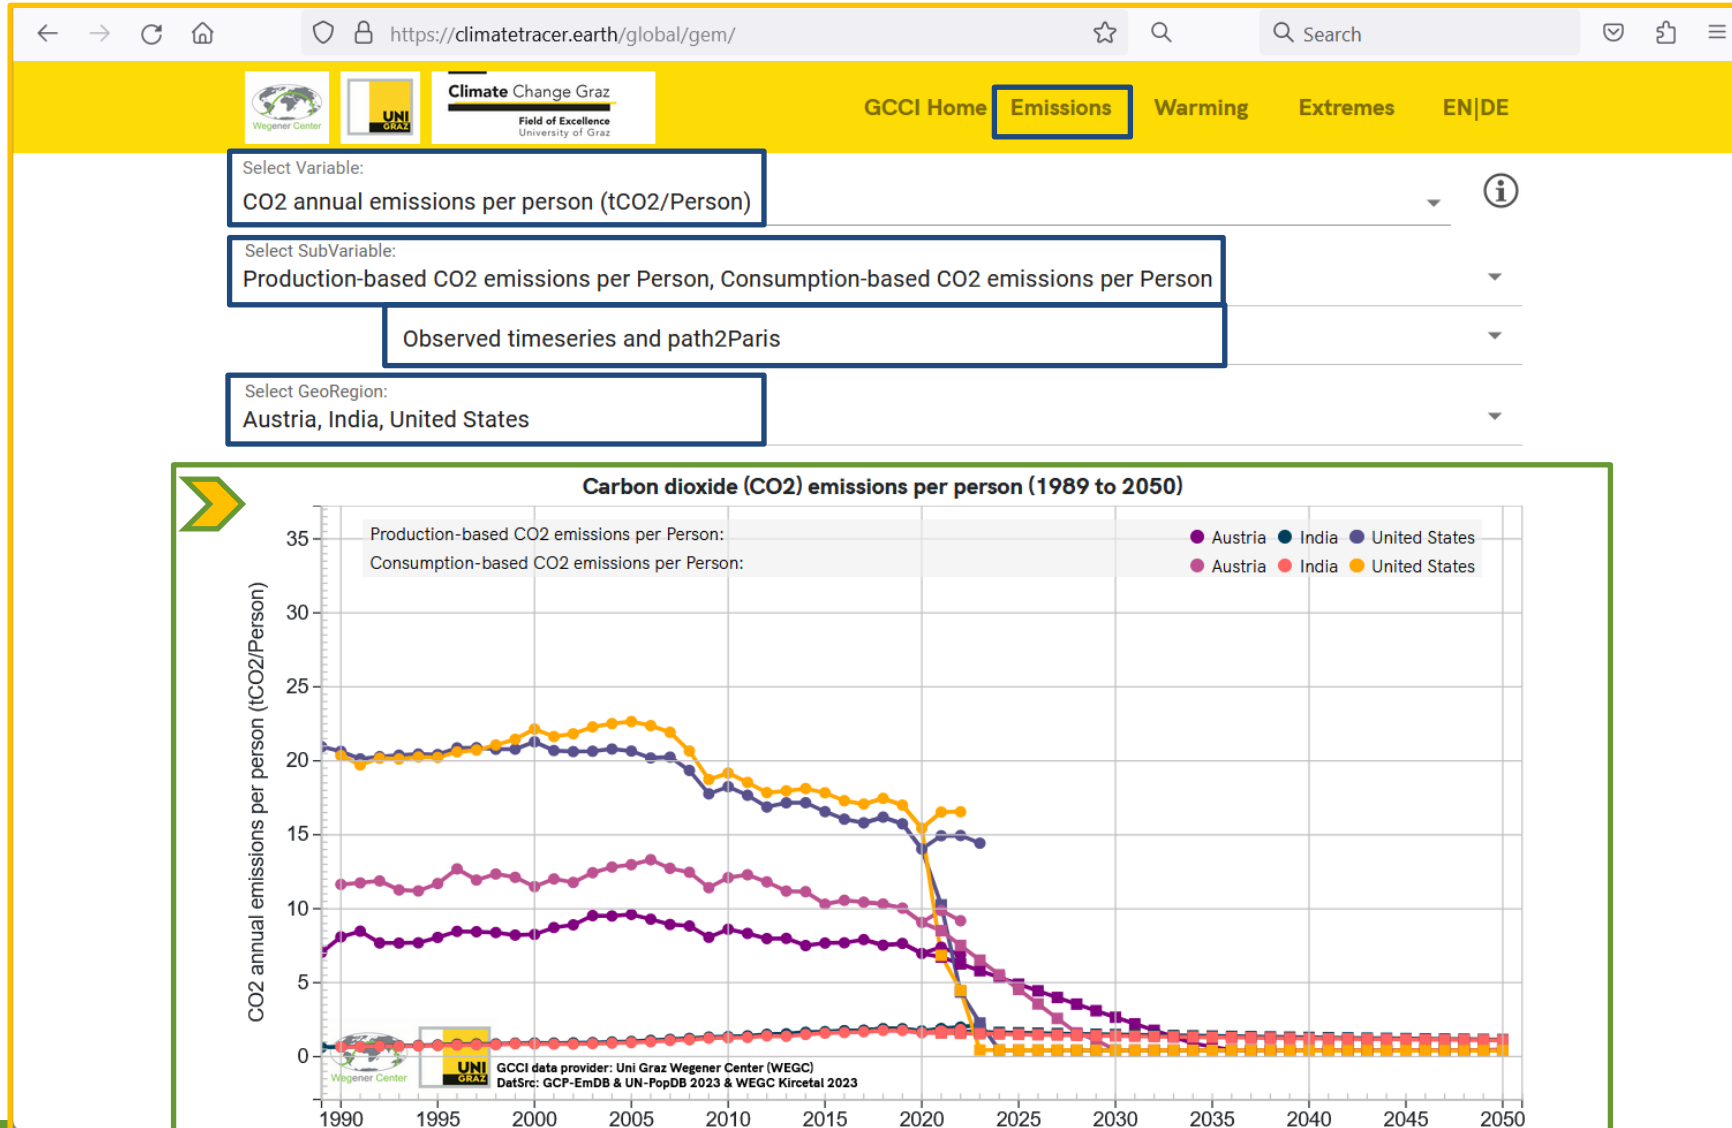 https://climatetracer.earth/global/gem/
Search
Wegener Center
UNI
GRAZ
Climate Change Graz
Field of Excellence
University of Graz
GCCI Home Emissions Warming Extremes EN|DE
Select Variable:
CO2 annual emissions per person (tCO2/Person)
Select SubVariable:
Production-based CO2 emissions per Person, Consumption-based CO2 emissions per Person
Observed timeseries and path2Paris
Select GeoRegion:
Austria, India, United States
Carbon dioxide (CO2) emissions per person (1989 to 2050)
Production-based CO2 emissions per Person: Austria India United States
Consumption-based CO2 emissions per Person: Austria India United States
CO2 annual emissions per person (tCO2/Person)
35
30
25
20
15
10
5
0
Wegener Center
UNI
GRAZ
GCCI data provider: Uni Graz Wegener Center (WEGC)
DatSrc: GCP-EmDB & UN-PopDB 2023 & WEGC Kircetal 2023
1990 1995 2000 2005 2010 2015 2020 2025 2030 2035 2040 2045 2050